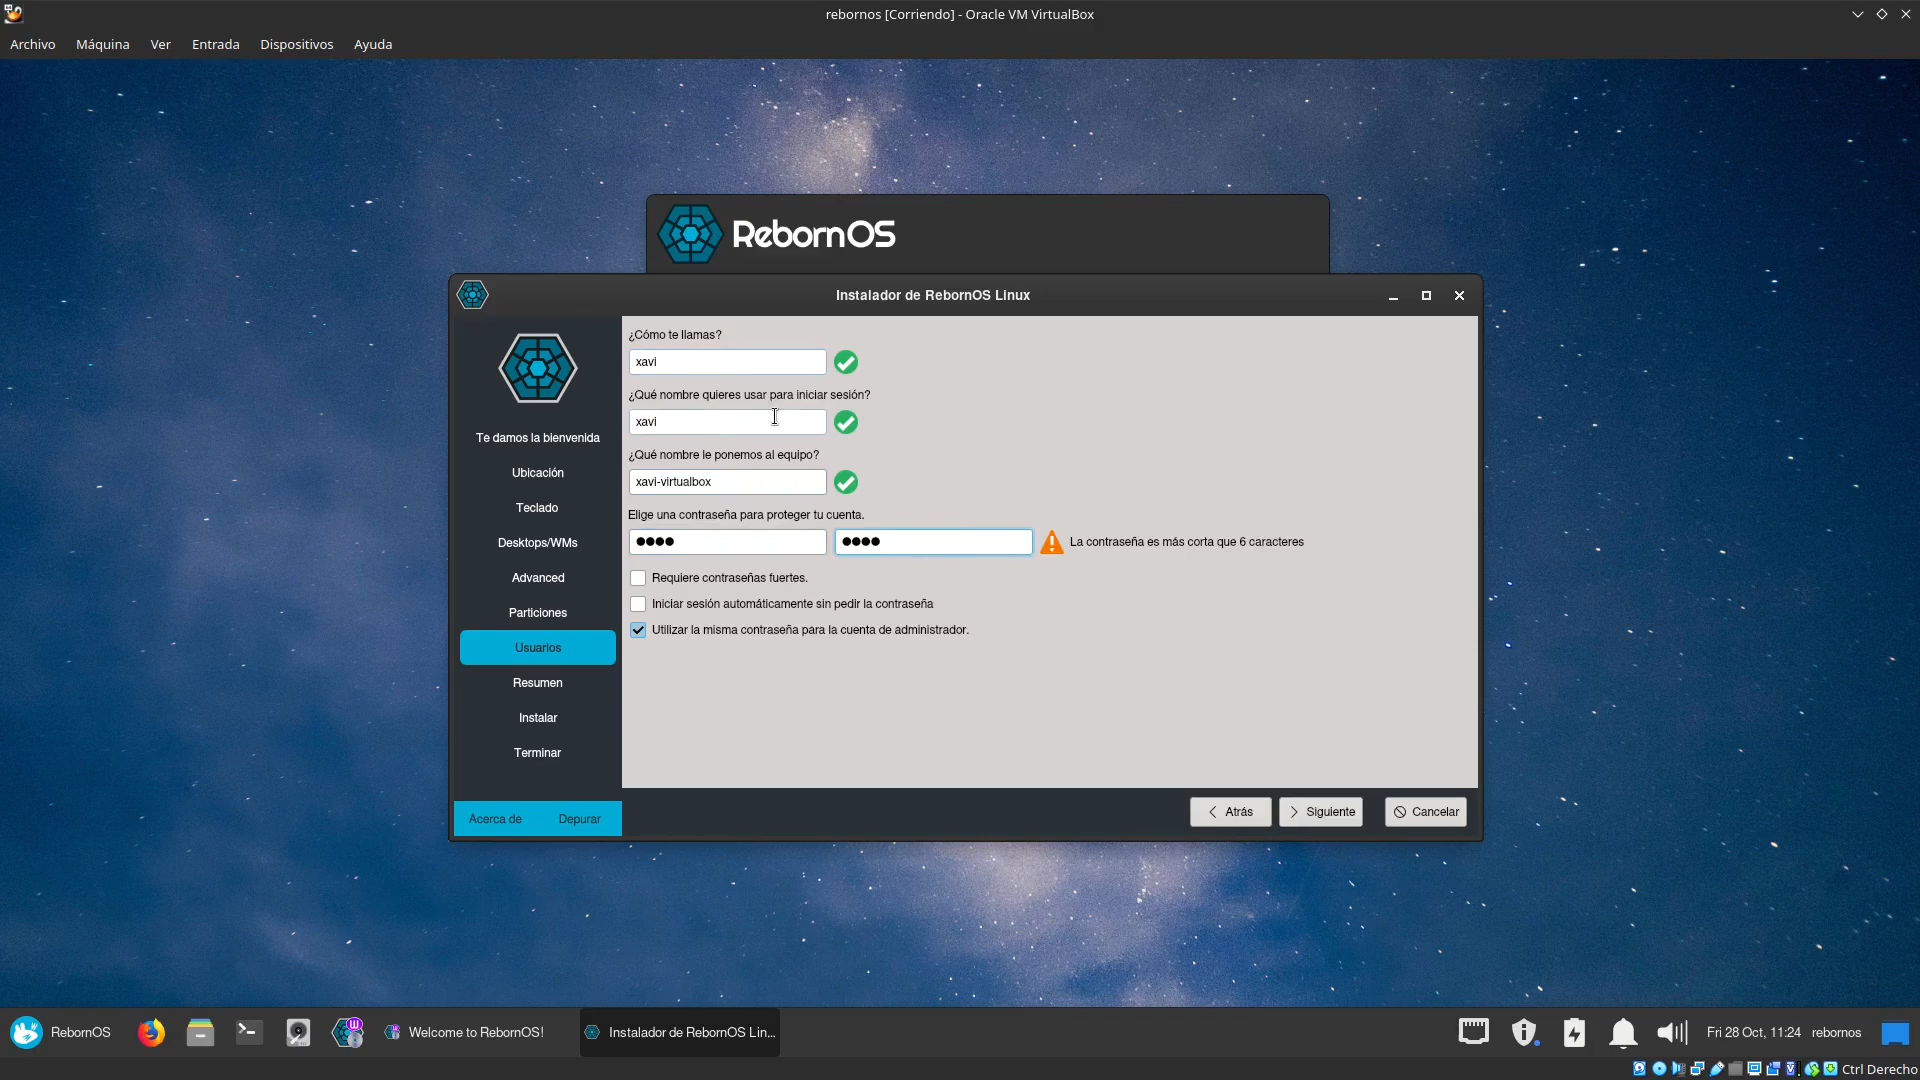 rebornos [Corriendo] - Oracle VM VirtualBox
Archivo Máquina Ver Entrada Dispositivos Ayuda
RebornOS
Instalador de RebornOS Linux
Te damos la bienvenida
Ubicación
Teclado
Desktops/WMs
Advanced
Particiones
Usuarios
Resumen
Instalar
Terminar
Acerca de Depurar
¿Cómo te llamas?
xavi
¿Qué nombre quieres usar para iniciar sesión?
xavi
¿Qué nombre le ponemos al equipo?
xavi-virtualbox
Elige una contraseña para proteger tu cuenta.
●●●● ●●●● La contraseña es más corta que 6 caracteres
Requiere contraseñas fuertes.
Iniciar sesión automáticamente sin pedir la contraseña
Utilizar la misma contraseña para la cuenta de administrador.
Atrás Siguiente Cancelar
RebornOS Welcome to RebornOS! Instalador de RebornOS Lin... Fri 28 Oct, 11:24 rebornos
Ctrl Derecho